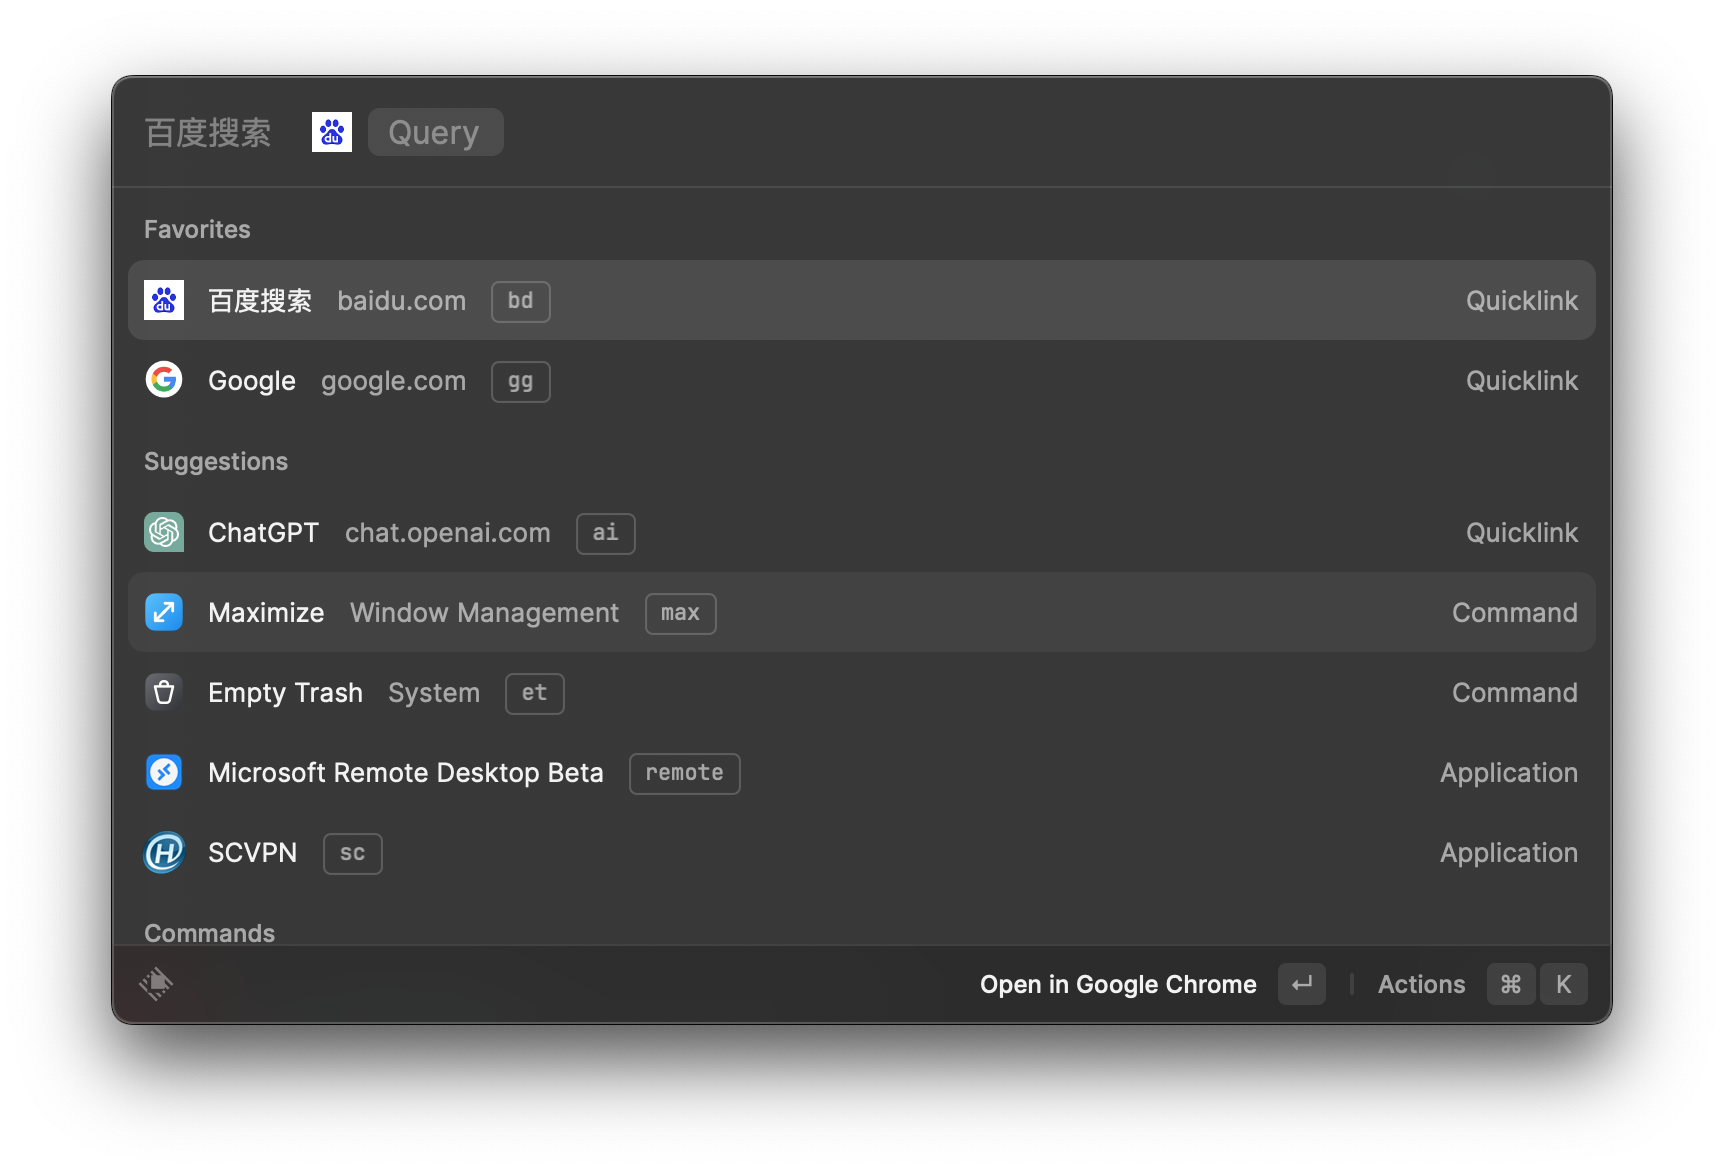 百度搜索 du Query
Favorites
du 百度搜索 baidu.com bd Quicklink
Google google.com gg Quicklink
Suggestions
ChatGPT chat.openai.com ai Quicklink
Maximize Window Management max Command
Empty Trash System et Command
Microsoft Remote Desktop Beta remote Application
H SCVPN sc Application
Commands
Open in Google Chrome ↵ | Actions ⌘ K